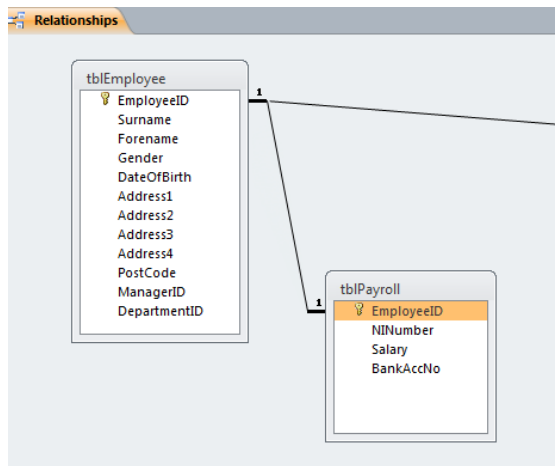 Relationships
tblEmployee
EmployeeID
Surname
Forename
Gender
DateOfBirth
Address1
Address2
Address3
Address4
PostCode
ManagerID
DepartmentID
1
1
tblPayroll
EmployeeID
NINumber
Salary
BankAccNo